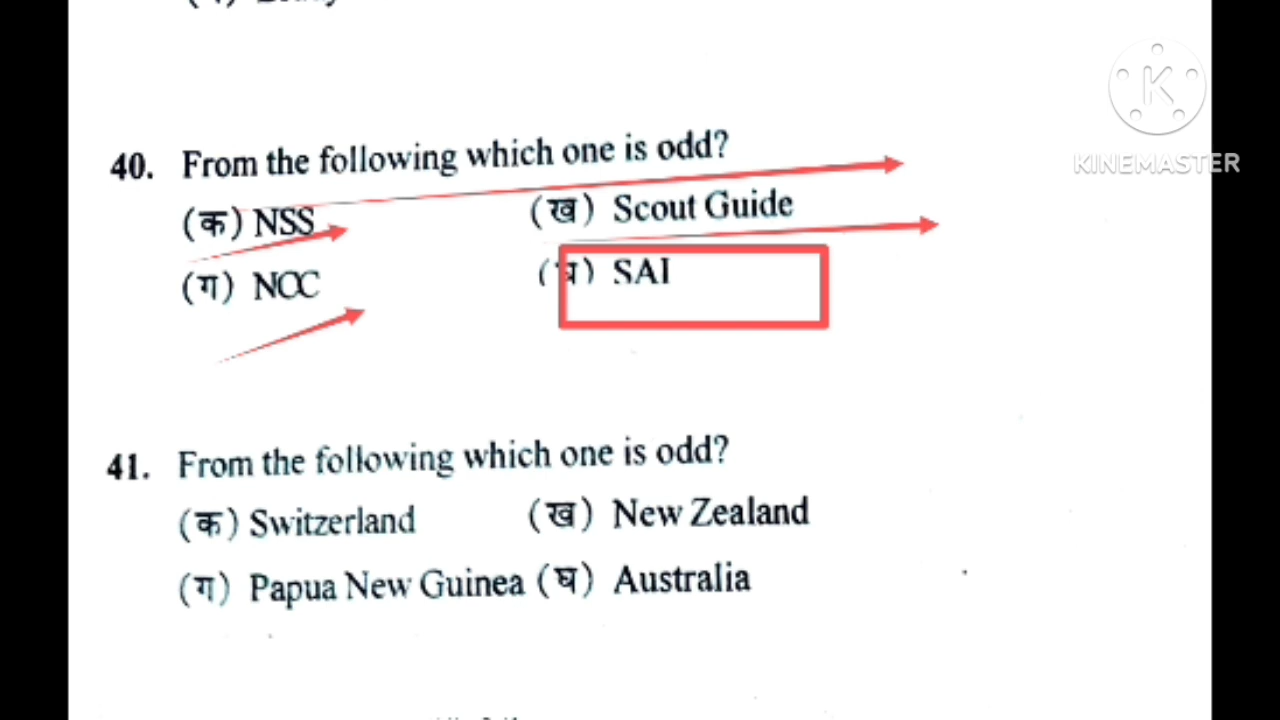 40. From the following which one is odd?
(क) NSS (ख) Scout Guide
(ग) NCC (घ) SAI
41. From the following which one is odd?
(क) Switzerland (ख) New Zealand
(ग) Papua New Guinea (घ) Australia
KINEMASTER